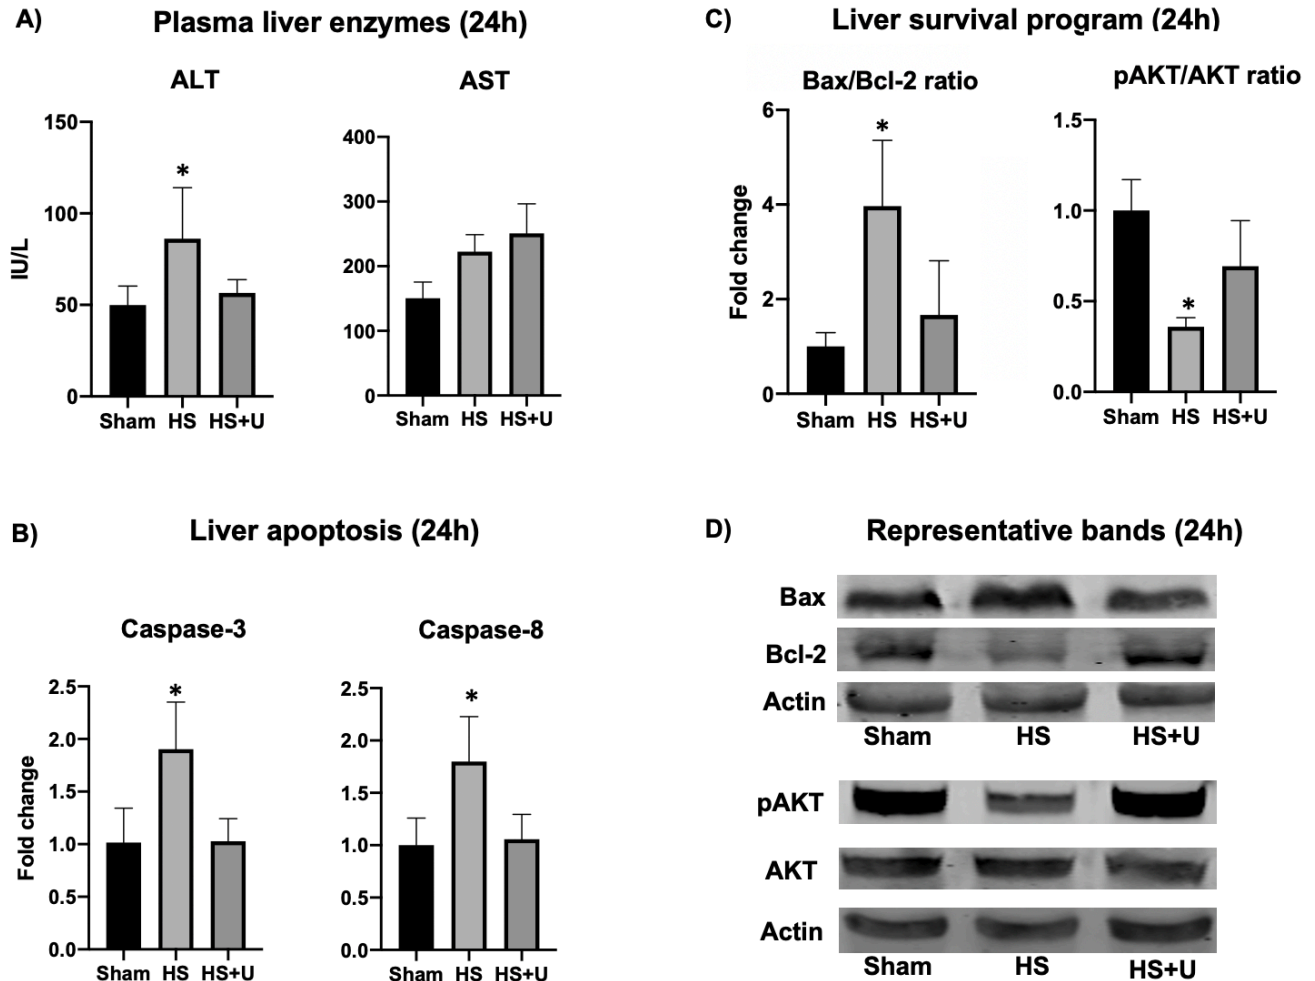 A)
Plasma liver enzymes (24h)
ALT
AST
IU/L
150
100
50
0
Sham HS HS+U
400
300
200
100
0
Sham HS HS+U
C)
Liver survival program (24h)
Bax/Bcl-2 ratio
pAKT/AKT ratio
Fold change
6
4
2
0
*
*
*
Sham HS HS+U
1.5
1.0
0.5
0.0
Sham HS HS+U
B)
Liver apoptosis (24h)
Caspase-3
Caspase-8
Fold change
2.5
2.0
1.5
1.0
0.5
0.0
*
Sham HS HS+U
2.5
2.0
1.5
1.0
0.5
0.0
*
Sham HS HS+U
D)
Representative bands (24h)
Bax
Bcl-2
Actin
Sham HS HS+U
pAKT
AKT
Actin
Sham HS HS+U